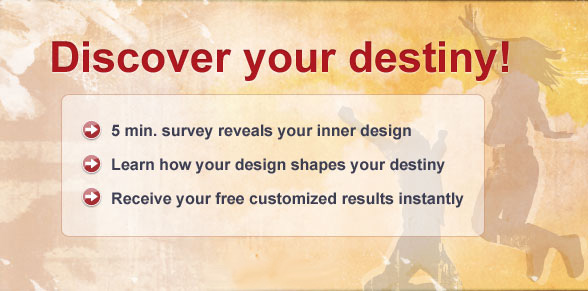 Discover your destiny!
5 min. survey reveals your inner design
Learn how your design shapes your destiny
Receive your free customized results instantly